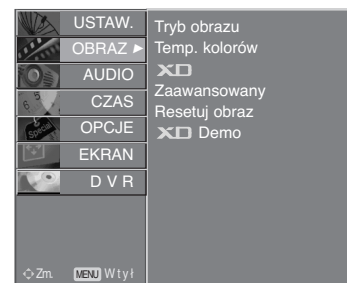 USTAW.
OBRAZ ►
AUDIO
CZAS
OPCJE
EKRAN
D V R
Tryb obrazu
Temp. kolorów
XD
Zaawansowany
Resetuj obraz
XD Demo
Zm. MENU Wtył